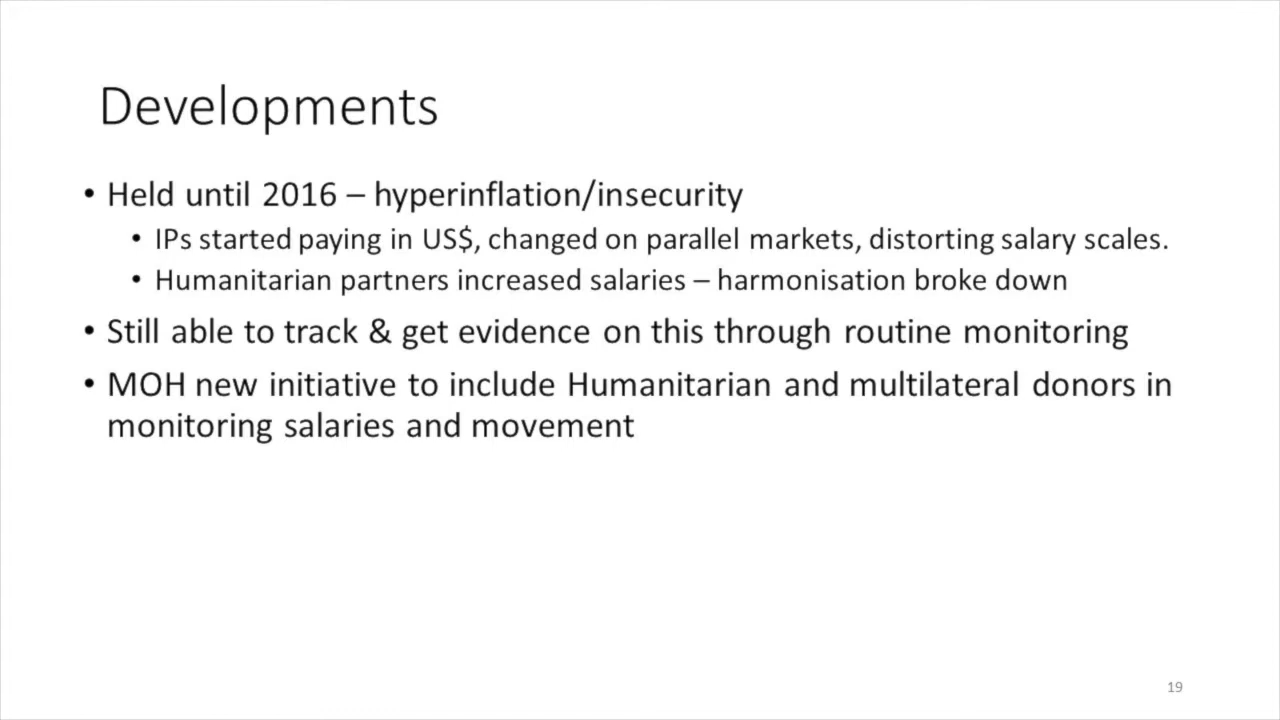 Developments
• Held until 2016 – hyperinflation/insecurity
• IPs started paying in US$, changed on parallel markets, distorting salary scales.
• Humanitarian partners increased salaries – harmonisation broke down
• Still able to track & get evidence on this through routine monitoring
• MOH new initiative to include Humanitarian and multilateral donors in
monitoring salaries and movement
19